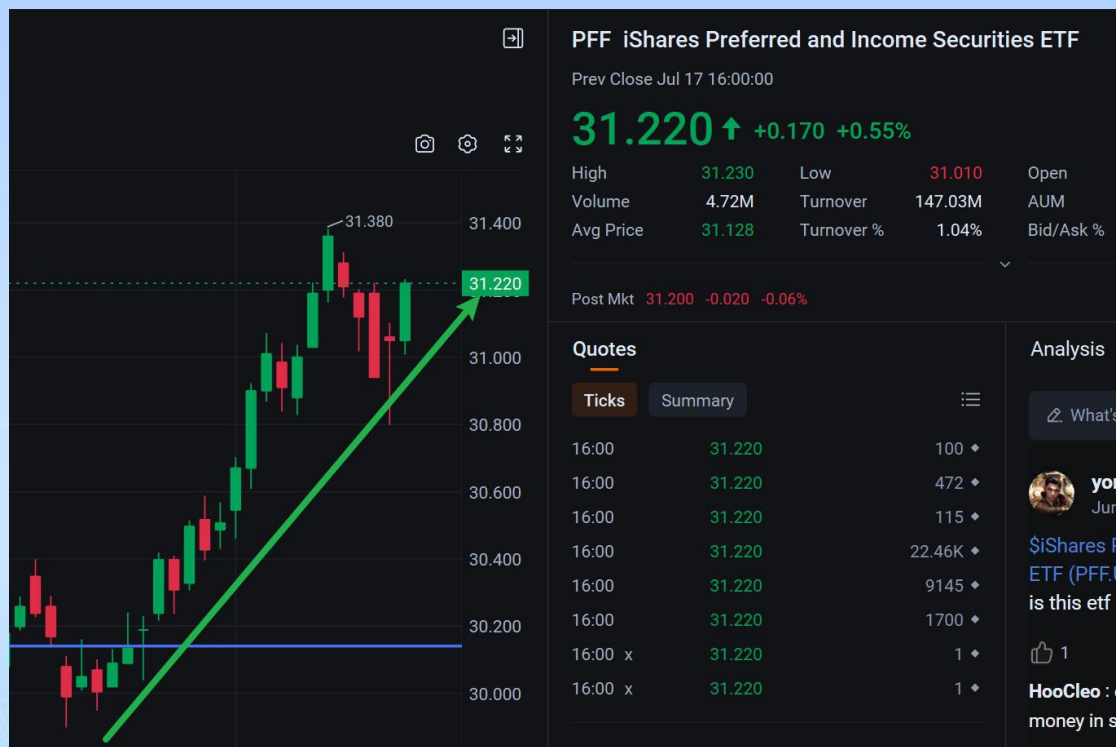 PFF iShares Preferred and Income Securities ETF
Prev Close Jul 17 16:00:00
31.220 +0.170 +0.55%
High 31.230 Low 31.010 Open
Volume 4.72M Turnover 147.03M AUM
Avg Price 31.128 Turnover % 1.04% Bid/Ask %
Post Mkt 31.200 -0.020 -0.06%
31.380
31.400
31.220
31.000
30.800
30.600
30.400
30.200
30.000
Quotes
Ticks Summary
16:00 31.220 100
16:00 31.220 472
16:00 31.220 115
16:00 31.220 22.46K
16:00 31.220 9145
16:00 31.220 1700
16:00 x 31.220 1
16:00 x 31.220 1
Analysis
What's
$iShares
ETF (PFF.
is this etf
1
HooCleo :
money in